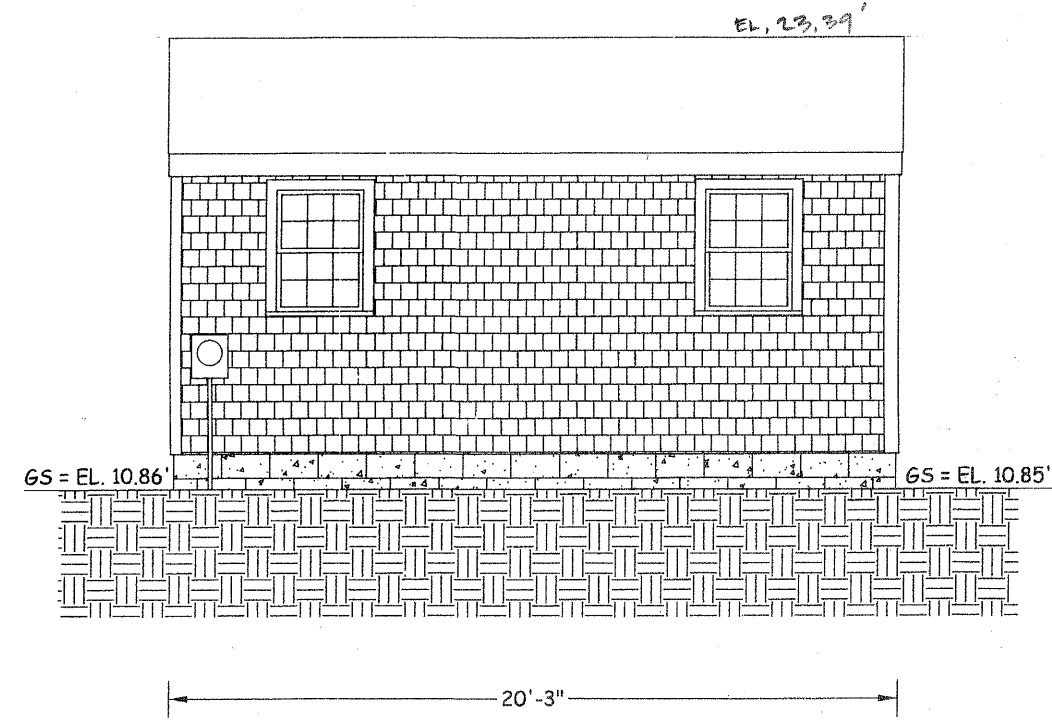 EL, 23.39'
GS = EL. 10.86'
GS = EL. 10.85'
20'-3"